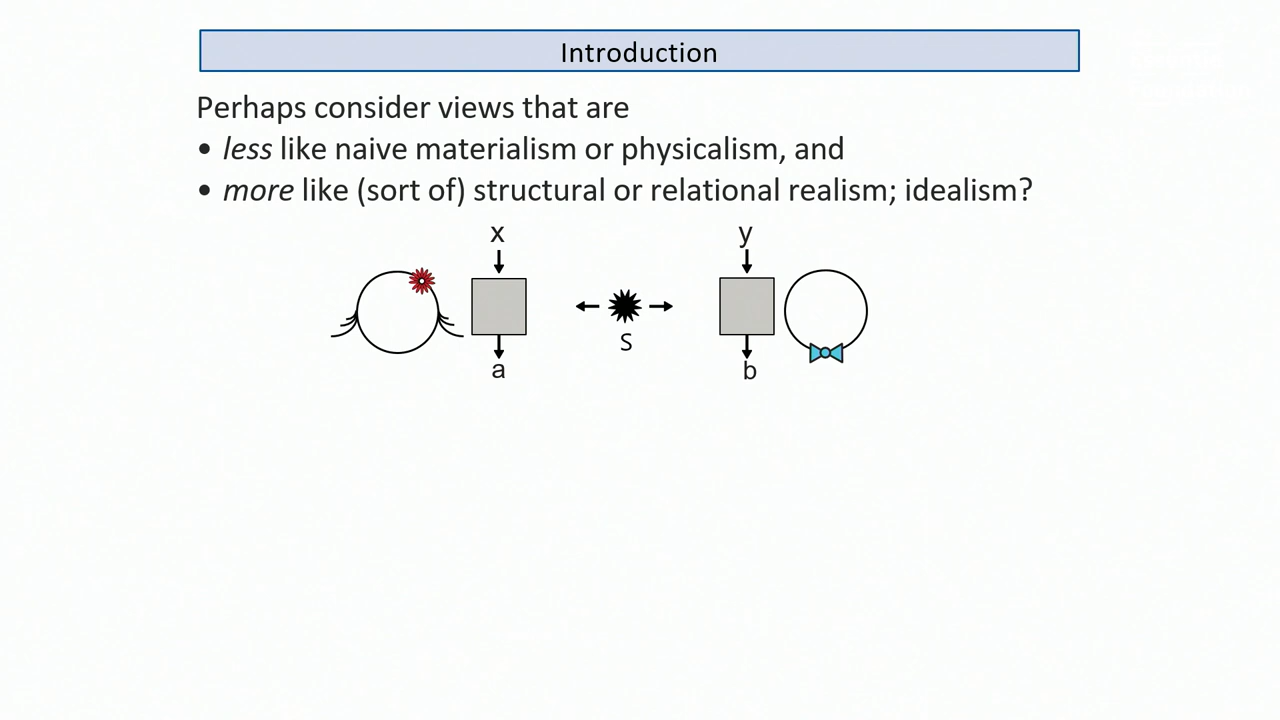 Introduction
Perhaps consider views that are
• less like naive materialism or physicalism, and
• more like (sort of) structural or relational realism; idealism?
x y
S
a b